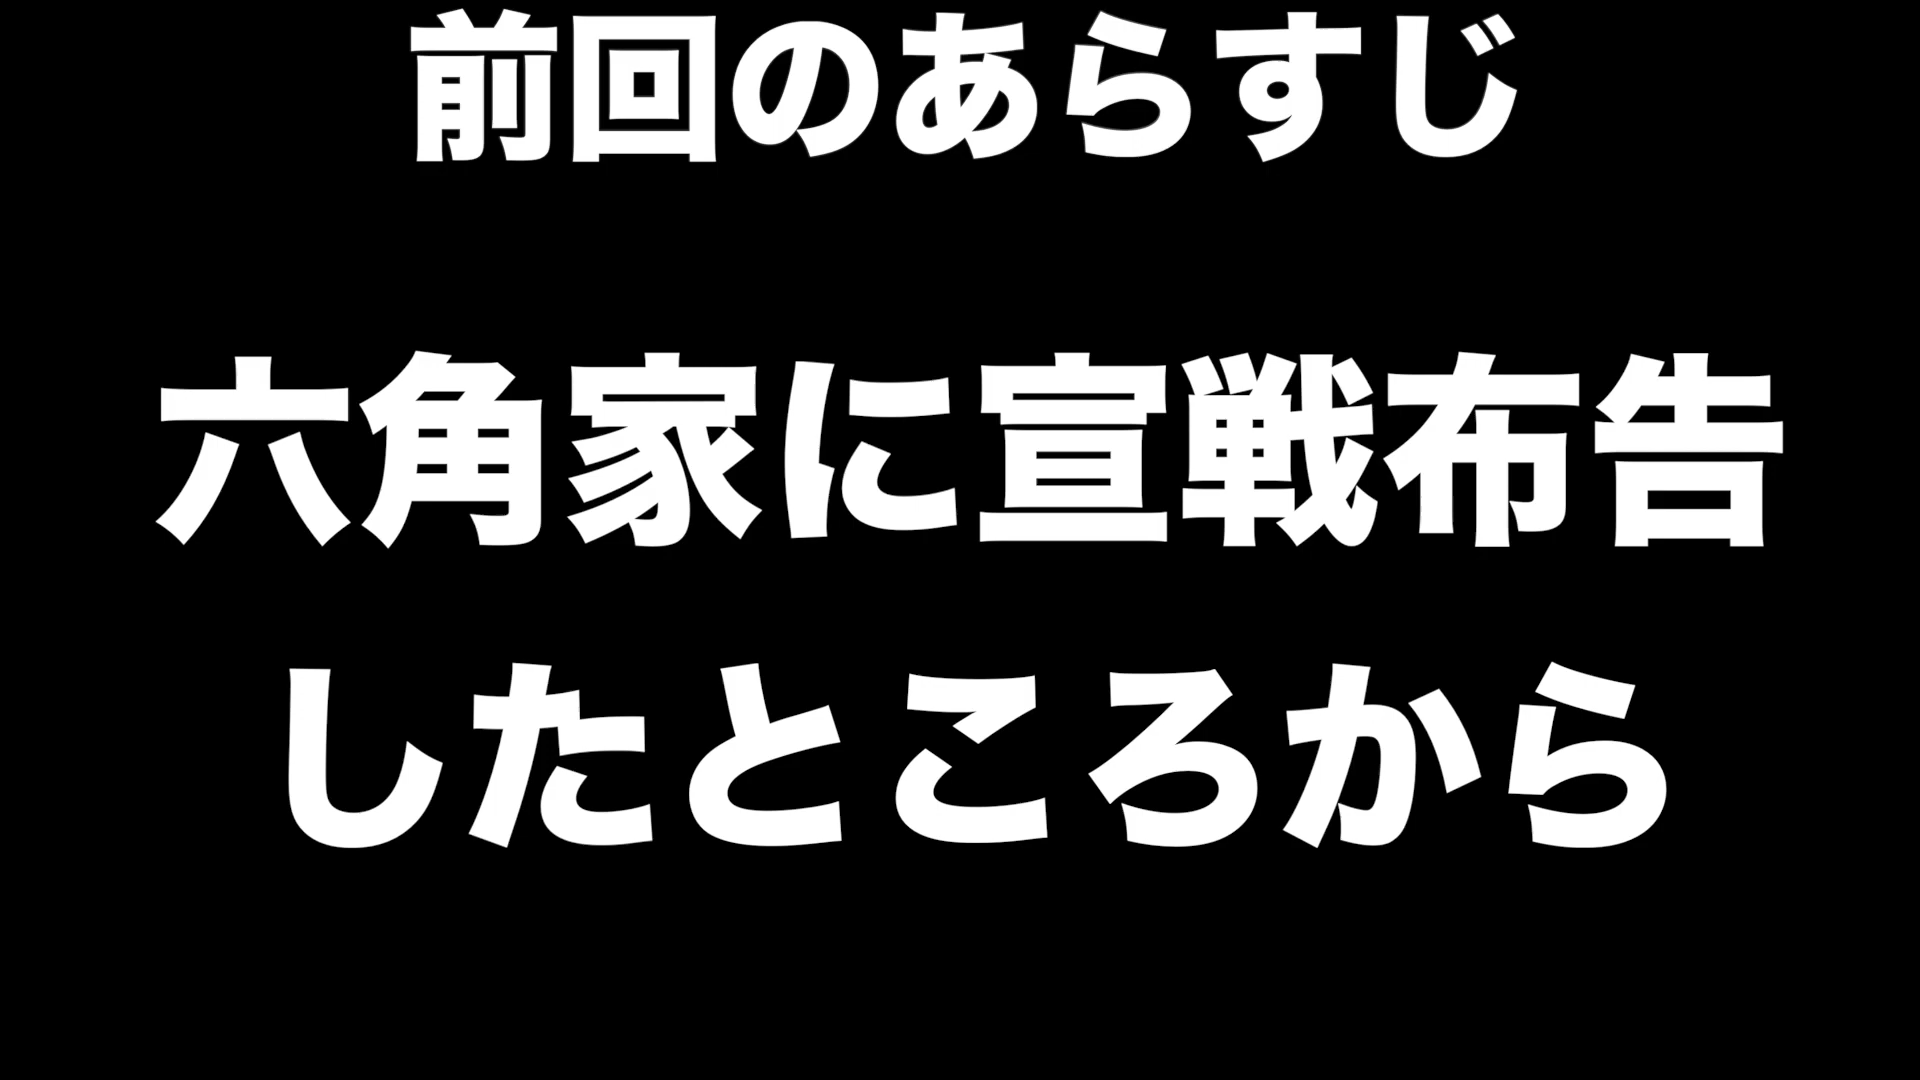 前回のあらすじ
六角家に宣戦布告
したところから